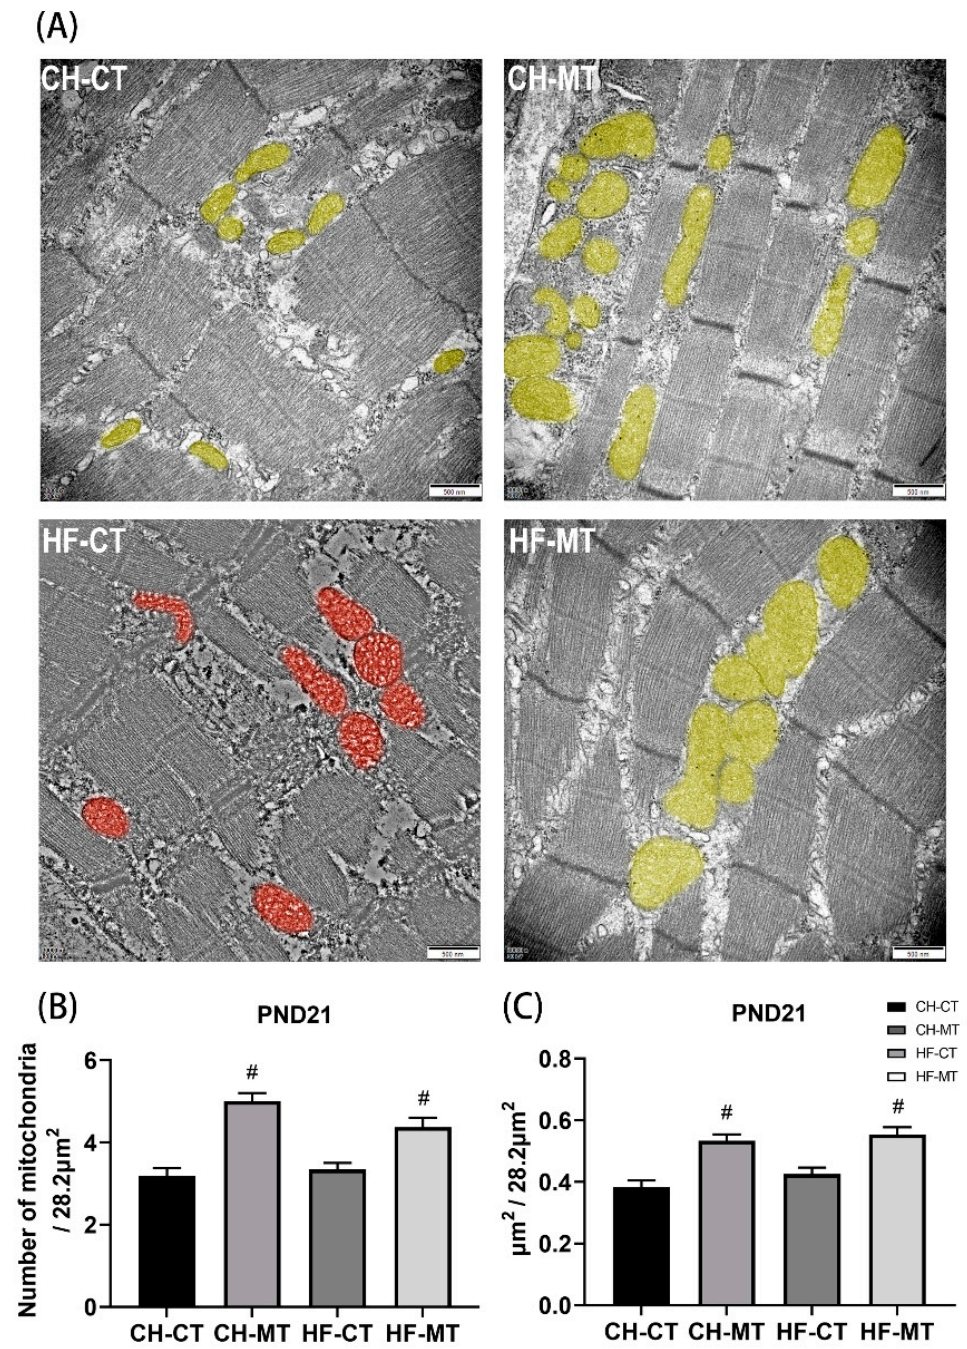 (A)
CH-CT
CH-MT
500 nm
500 nm
HF-CT
HF-MT
500 nm
500 nm
(B)
PND21
Number of mitochondria
/ 28.2µm²
6
4
2
0
#
#
CH-CT CH-MT HF-CT HF-MT
(C)
PND21
CH-CT
CH-MT
HF-CT
HF-MT
µm² / 28.2µm²
0.8
0.6
0.4
0.2
0.0
#
#
CH-CT CH-MT HF-CT HF-MT